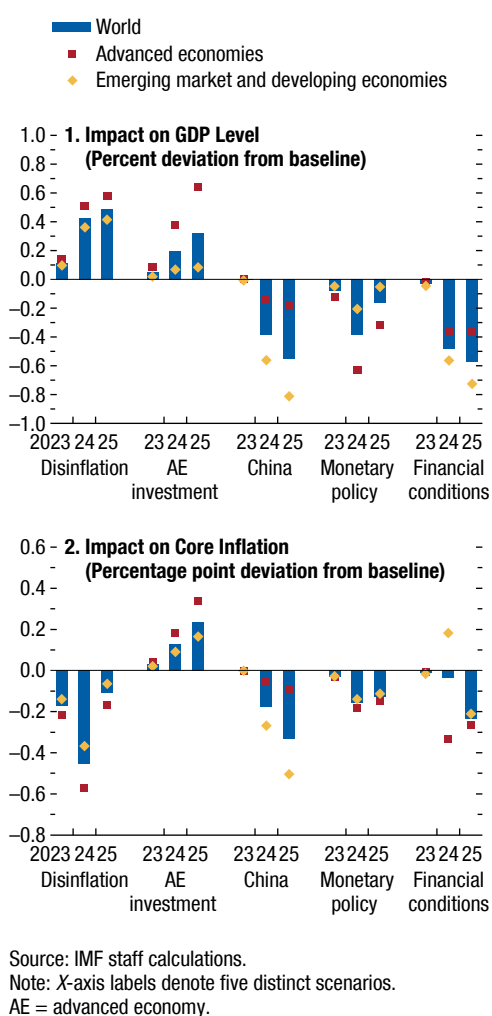 World
Advanced economies
Emerging market and developing economies
1. Impact on GDP Level
(Percent deviation from baseline)
1.0
0.8
0.6
0.4
0.2
0.0
–0.2
–0.4
–0.6
–0.8
–1.0
2023 24 25 23 24 25 23 24 25 23 24 25 23 24 25
Disinflation AE investment China Monetary policy Financial conditions
2. Impact on Core Inflation
(Percentage point deviation from baseline)
0.6
0.4
0.2
0.0
–0.2
–0.4
–0.6
–0.8
2023 24 25 23 24 25 23 24 25 23 24 25 23 24 25
Disinflation AE investment China Monetary policy Financial conditions
Source: IMF staff calculations.
Note: X-axis labels denote five distinct scenarios.
AE = advanced economy.